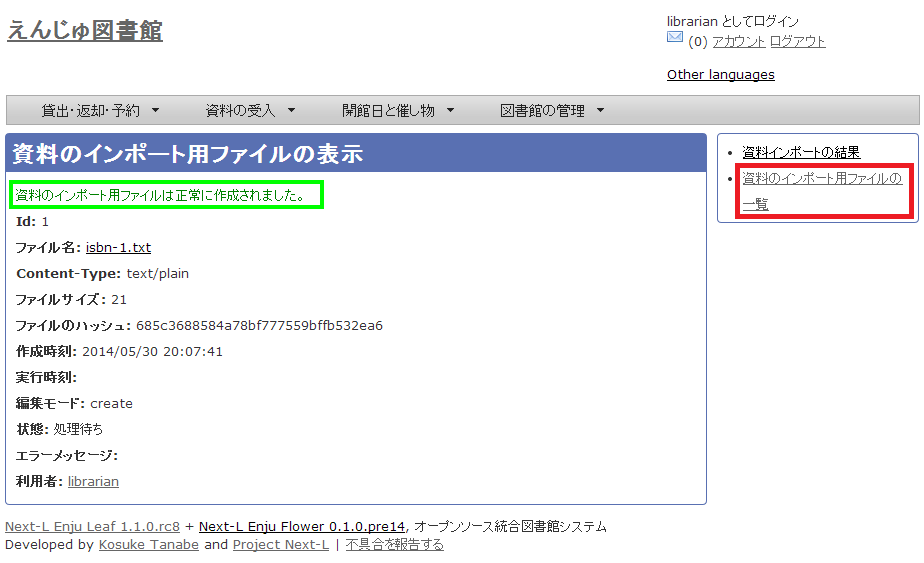 えんじゅ図書館
librarian としてログイン
(0) アカウント ログアウト
Other languages
貸出・返却・予約 ▼ 資料の受入 ▼ 開館日と催し物 ▼ 図書館の管理 ▼
資料のインポート用ファイルの表示
資料のインポート用ファイルは正常に作成されました。
Id: 1
ファイル名: isbn-1.txt
Content-Type: text/plain
ファイルサイズ: 21
ファイルのハッシュ: 685c3688584a78bf777559bffb532ea6
作成時刻: 2014/05/30 20:07:41
実行時刻:
編集モード: create
状態: 処理待ち
エラーメッセージ:
利用者: librarian
• 資料インポートの結果
• 資料のインポート用ファイルの
一覧
Next-L Enju Leaf 1.1.0.rc8 + Next-L Enju Flower 0.1.0.pre14, オープンソース統合図書館システム
Developed by Kosuke Tanabe and Project Next-L | 不具合を報告する